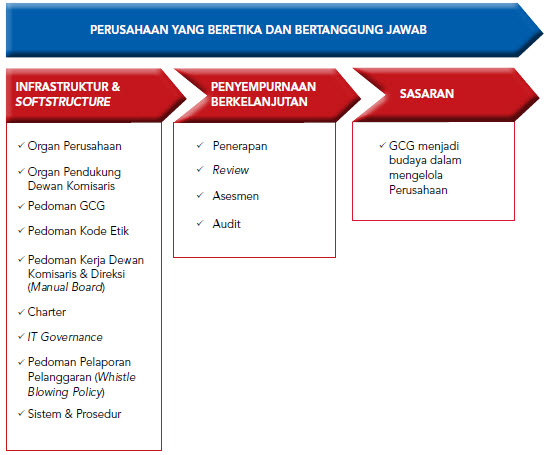 PERUSAHAAN YANG BERETIKA DAN BERTANGGUNG JAWAB
INFRASTRUKTUR &
SOFTSTRUCTURE
✓ Organ Perusahaan
✓ Organ Pendukung
Dewan Komisaris
✓ Pedoman GCG
✓ Pedoman Kode Etik
✓ Pedoman Kerja Dewan
Komisaris & Direksi
(Manual Board)
✓ Charter
✓ IT Governance
✓ Pedoman Pelaporan
Pelanggaran (Whistle
Blowing Policy)
✓ Sistem & Prosedur
PENYEMPURNAAN
BERKELANJUTAN
✓ Penerapan
✓ Review
✓ Asesmen
✓ Audit
SASARAN
✓ GCG menjadi
budaya dalam
mengelola
Perusahaan